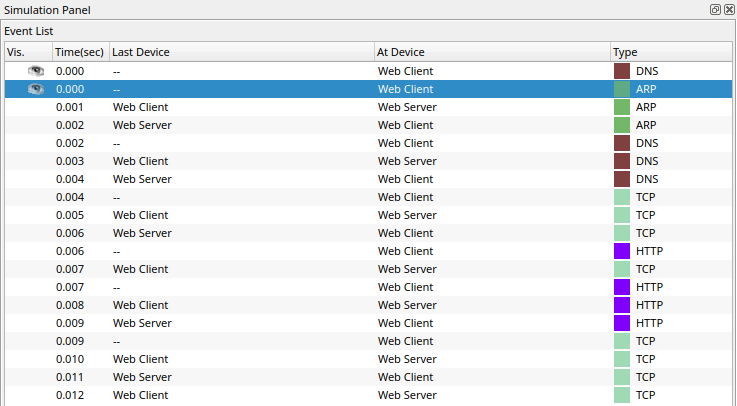 Simulation Panel
Event List
Vis. Time(sec) Last Device At Device Type
0.000 -- Web Client DNS
0.000 -- Web Client ARP
0.001 Web Client Web Server ARP
0.002 Web Server Web Client ARP
0.002 -- Web Client DNS
0.003 Web Client Web Server DNS
0.004 Web Server Web Client DNS
0.004 -- Web Client TCP
0.005 Web Client Web Server TCP
0.006 Web Server Web Client TCP
0.006 -- Web Client HTTP
0.007 Web Client Web Server TCP
0.007 -- Web Client HTTP
0.008 Web Client Web Server HTTP
0.009 Web Server Web Client HTTP
0.009 -- Web Client TCP
0.010 Web Client Web Server TCP
0.011 Web Server Web Client TCP
0.012 Web Client Web Server TCP